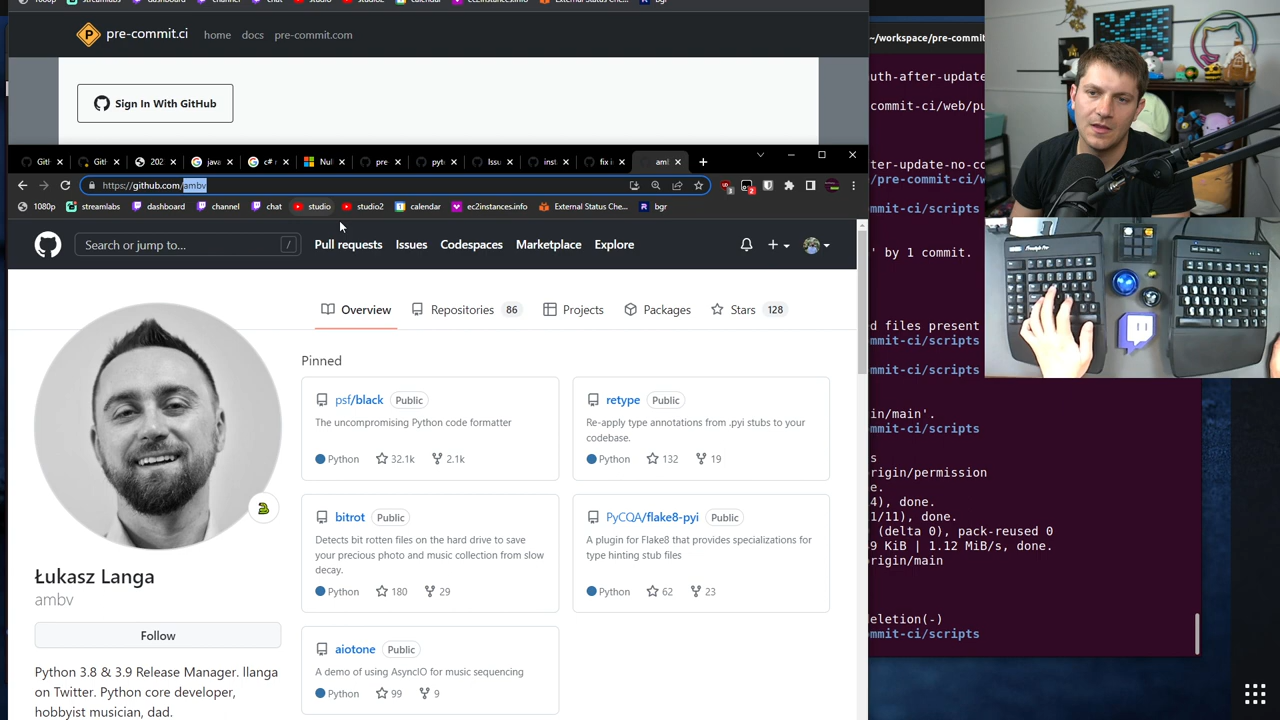 pre-commit.ci home docs pre-commit.com
Sign In With GitHub
https://github.com/ambv
1080p streamlabs dashboard channel chat studio studio2 calendar ec2instances.info External Status Che... bgr
Search or jump to... /
Pull requests Issues Codespaces Marketplace Explore
Overview Repositories 86 Projects Packages Stars 128
Pinned
psf/black Public
The uncompromising Python code formatter
Python 32.1k 2.1k
retype Public
Re-apply type annotations from .pyi stubs to your
codebase.
Python 132 19
bitrot Public
Detects bit rotten files on the hard drive to save
your precious photo and music collection from slow
decay.
Python 180 29
PyCQA/flake8-pyi Public
A plugin for Flake8 that provides specializations for
type hinting stub files
Python 62 23
aiotone Public
A demo of using AsyncIO for music sequencing
Python 99 9
Łukasz Langa
ambv
Follow
Python 3.8 & 3.9 Release Manager. llanga
on Twitter. Python core developer,
hobbyist musician, dad.
~/workspace/pre-commit
uth-after-update
commit-ci/web/pu
ter-update-no-co
/pre-commit-ci/w
mmit-ci/scripts
' by 1 commit.
d files present
mmit-ci/scripts
mmit-ci/scripts
in/main'.
mmit-ci/scripts
s
rigin/permission
e.
4), done.
1/11), done.
(delta 0), pack-reused 0
9 KiB | 1.12 MiB/s, done.
origin/main
deletion(-)
mmit-ci/scripts